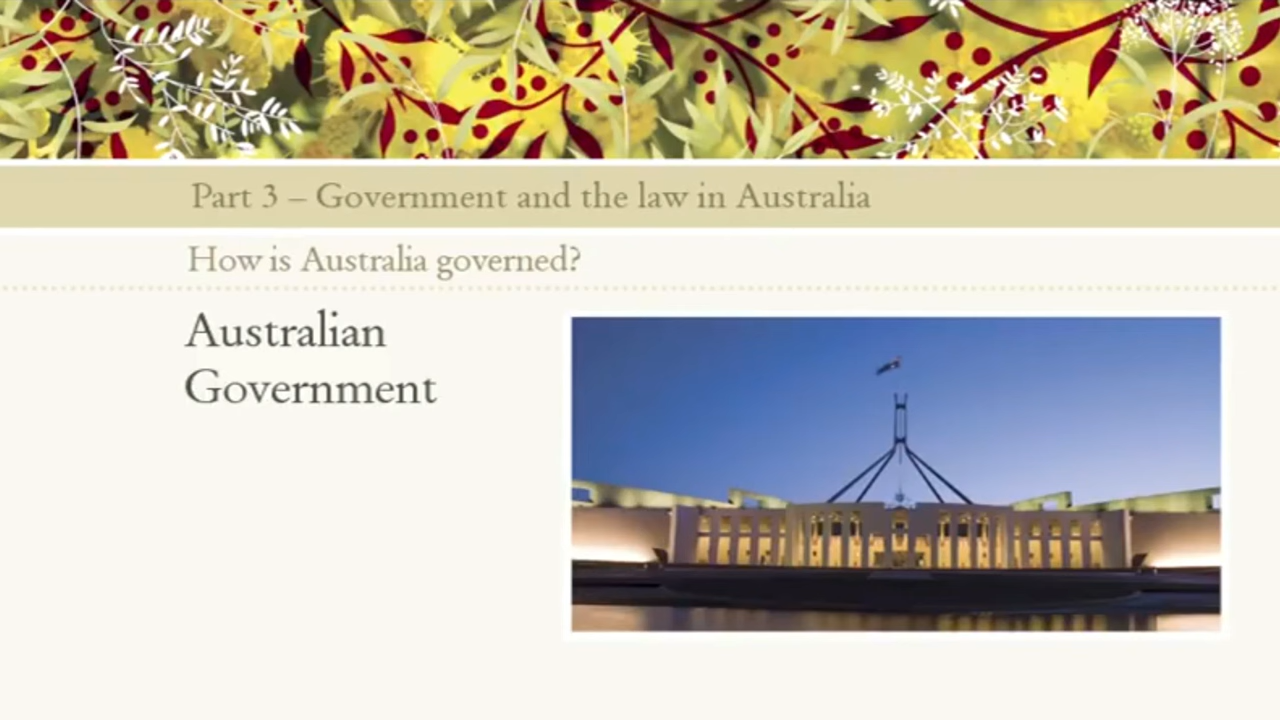 Part 3 – Government and the law in Australia
How is Australia governed?
Australian
Government